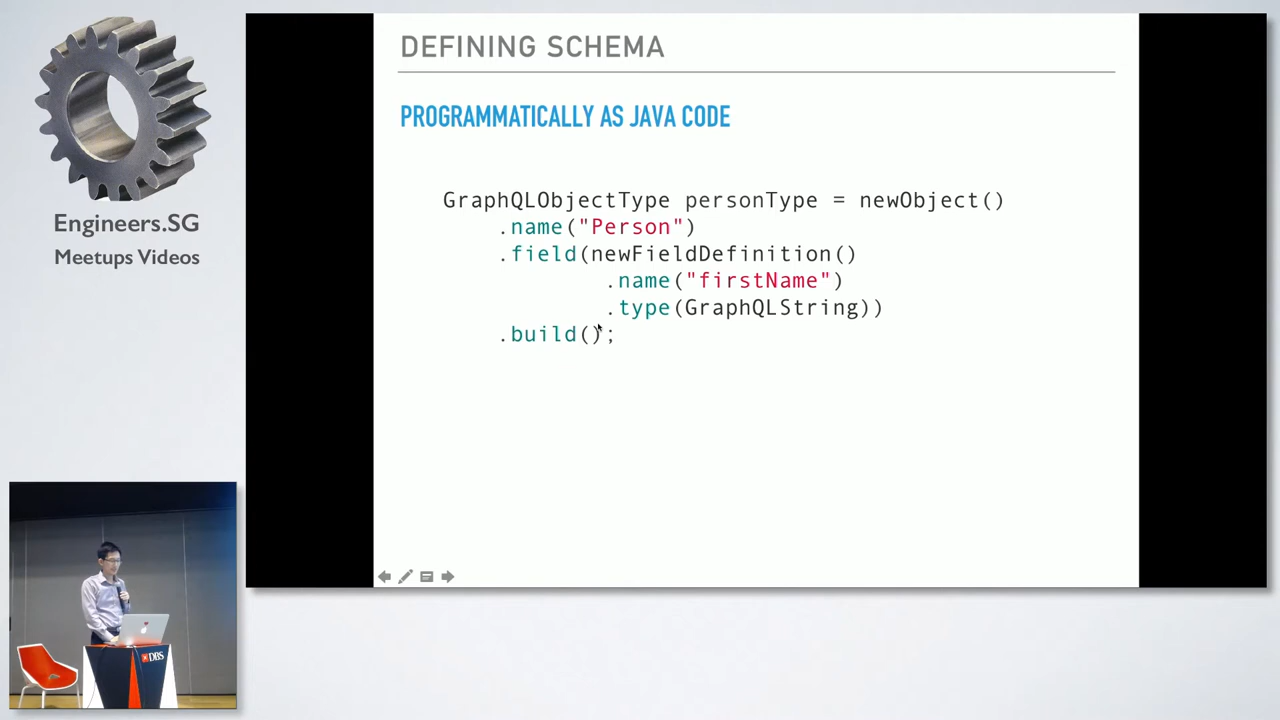 DEFINING SCHEMA
PROGRAMMATICALLY AS JAVA CODE
GraphQLObjectType personType = newObject()
.name("Person")
.field(newFieldDefinition()
.name("firstName")
.type(GraphQLString))
.build();
Engineers.SG
Meetups Videos
DBS